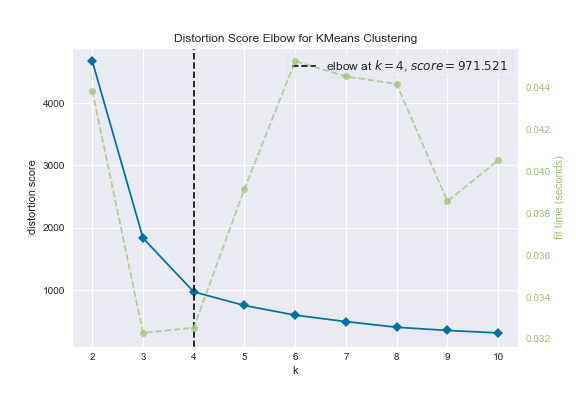 Distortion Score Elbow for KMeans Clustering
elbow at k = 4, score = 971.521
distortion score
4000
3000
2000
1000
0.044
0.042
0.040
0.038
0.036
0.034
0.032
fit time (seconds)
2 3 4 5 6 7 8 9 10
k